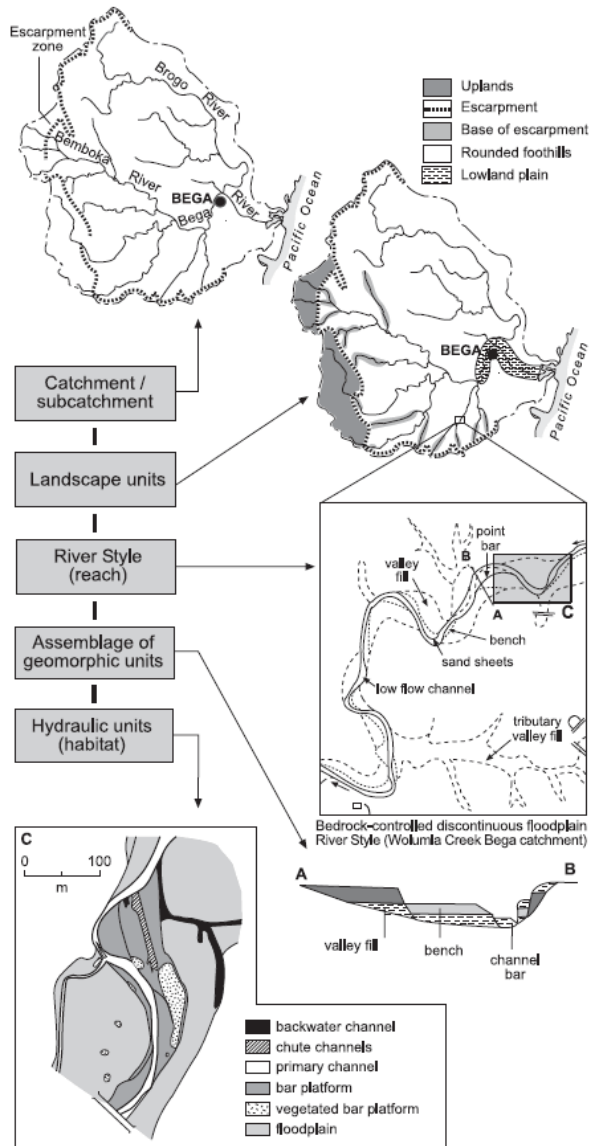 Escarpment
zone
Brogo River
Bemboka River
BEGA
Bega River
Pacific Ocean
Uplands
Escarpment
Base of escarpment
Rounded foothills
Lowland plain
BEGA
Pacific Ocean
Catchment /
subcatchment
Landscape units
River Style
(reach)
Assemblage of
geomorphic units
Hydraulic units
(habitat)
point
bar
B
valley
fill
A
C
bench
sand sheets
low flow channel
tributary
valley fill
Bedrock-controlled discontinuous floodplain
River Style (Wolumla Creek Bega catchment)
A
B
valley fill
bench
channel
bar
C
0 100
m
backwater channel
chute channels
primary channel
bar platform
vegetated bar platform
floodplain